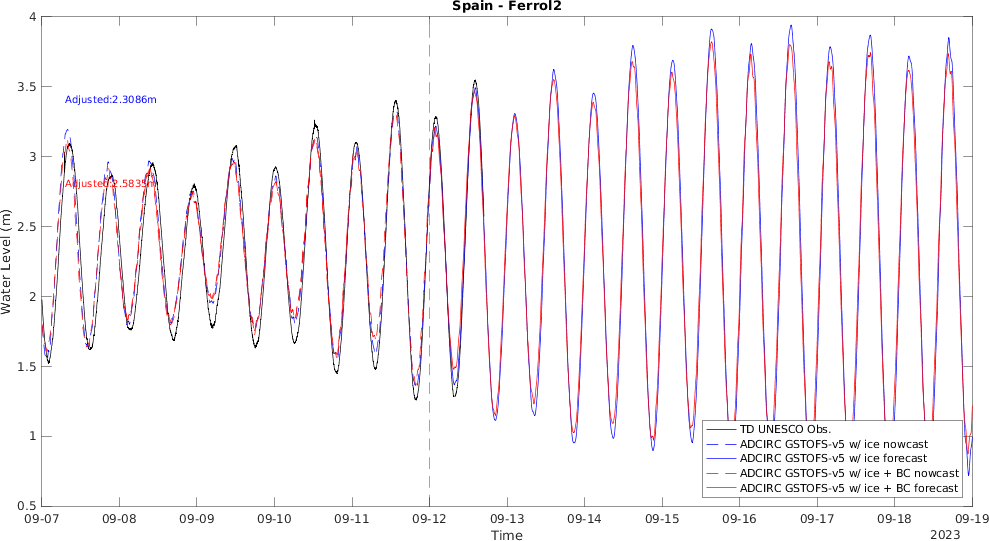 Spain - Ferrol2
Water Level (m)
4
3.5
3
2.5
2
1.5
1
0.5
Adjusted:2.3086m
Adjusted:2.5835m
TD UNESCO Obs.
ADCIRC GSTOFS-v5 w/ ice nowcast
ADCIRC GSTOFS-v5 w/ ice forecast
ADCIRC GSTOFS-v5 w/ ice + BC nowcast
ADCIRC GSTOFS-v5 w/ ice + BC forecast
09-07 09-08 09-09 09-10 09-11 09-12 09-13 09-14 09-15 09-16 09-17 09-18 09-19
Time
2023